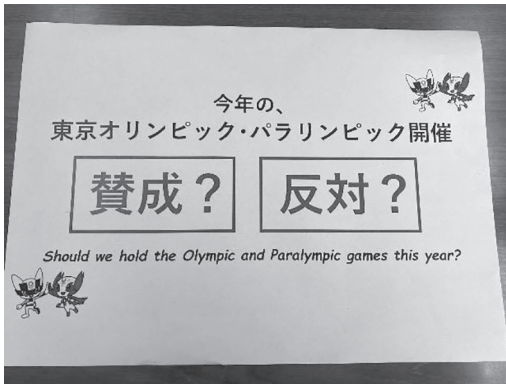 今年の、
東京オリンピック・パラリンピック開催
賛成？ 反対？
Should we hold the Olympic and Paralympic games this year?